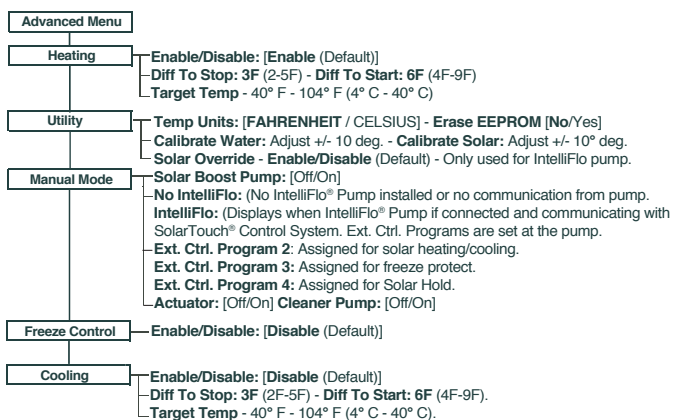 Advanced Menu
Heating
Enable/Disable: [Enable (Default)]
Diff To Stop: 3F (2-5F) - Diff To Start: 6F (4F-9F)
Target Temp - 40° F - 104° F (4° C - 40° C)
Utility
Temp Units: [FAHRENHEIT / CELSIUS] - Erase EEPROM [No/Yes]
Calibrate Water: Adjust +/- 10 deg. - Calibrate Solar: Adjust +/- 10° deg.
Solar Override - Enable/Disable (Default) - Only used for IntelliFlo pump.
Manual Mode
Solar Boost Pump: [Off/On]
No IntelliFlo: (No IntelliFlo® Pump installed or no communication from pump.
IntelliFlo: (Displays when IntelliFlo® Pump if connected and communicating with
SolarTouch® Control System. Ext. Ctrl. Programs are set at the pump.
Ext. Ctrl. Program 2: Assigned for solar heating/cooling.
Ext. Ctrl. Program 3: Assigned for freeze protect.
Ext. Ctrl. Program 4: Assigned for Solar Hold.
Actuator: [Off/On] Cleaner Pump: [Off/On]
Freeze Control
Enable/Disable: [Disable (Default)]
Cooling
Enable/Disable: [Disable (Default)]
Diff To Stop: 3F (2F-5F) - Diff To Start: 6F (4F-9F).
Target Temp - 40° F - 104° F (4° C - 40° C).